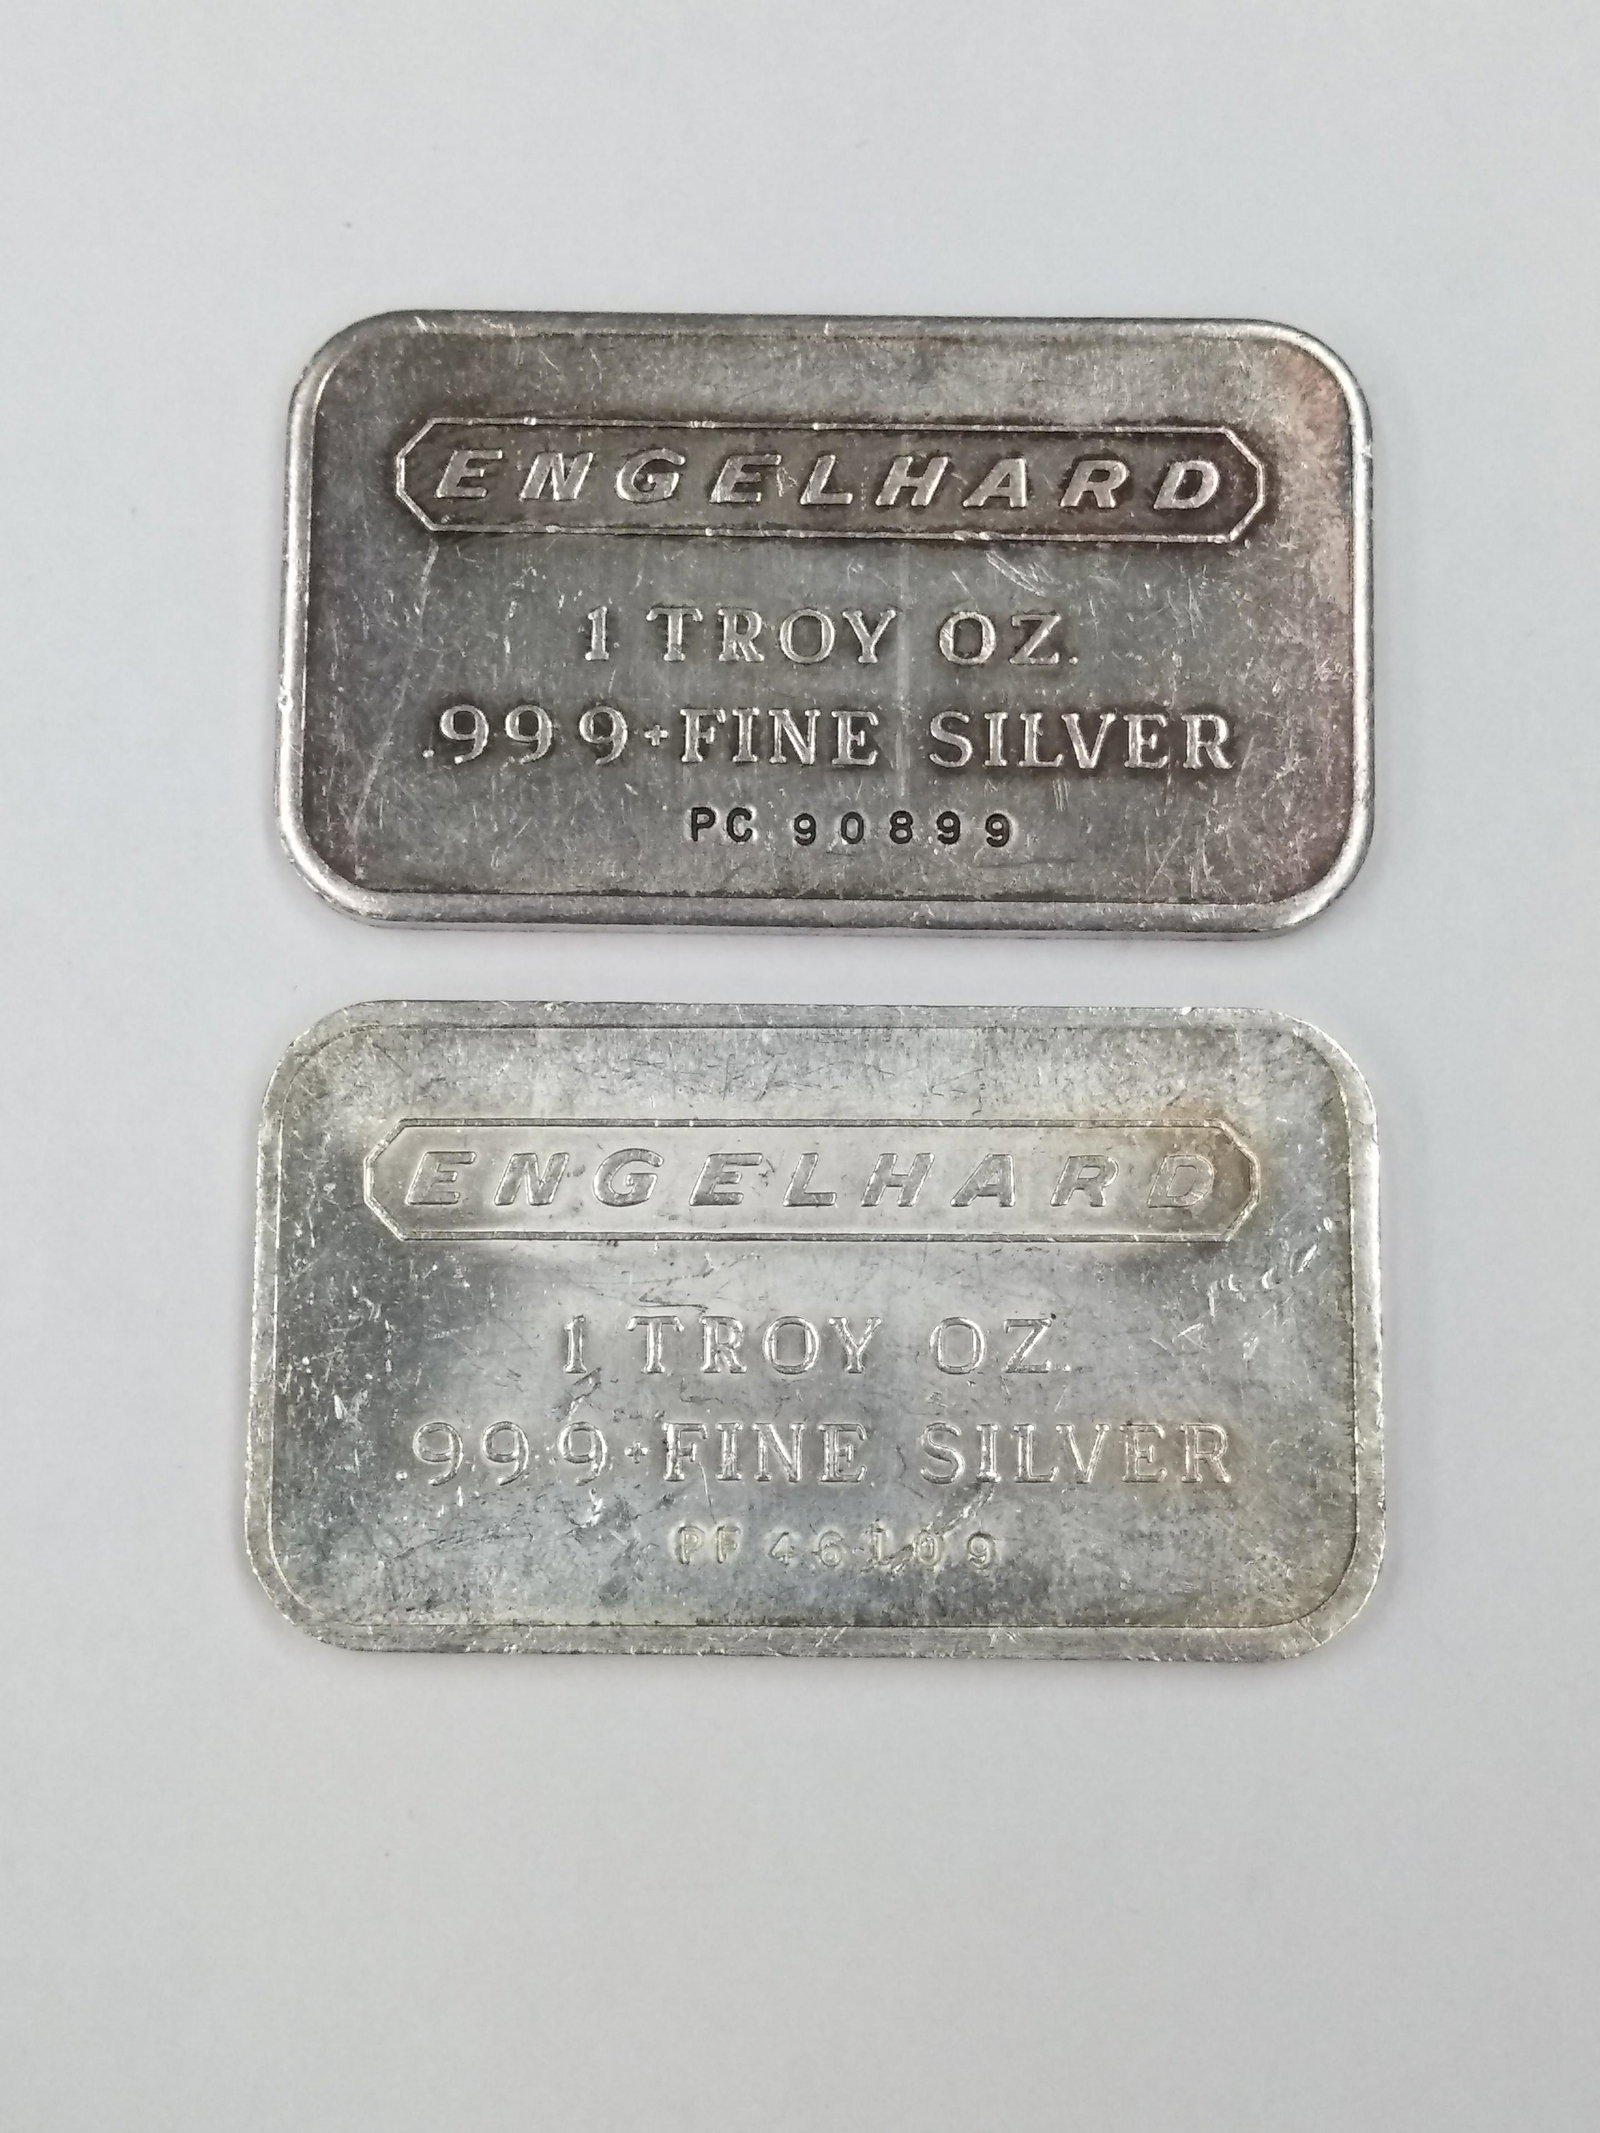 ENGELHARD
1 TROY OZ.
.999+FINE SILVER
PC 90899
ENGELHARD
1 TROY OZ.
.999+FINE SILVER
PF 46109